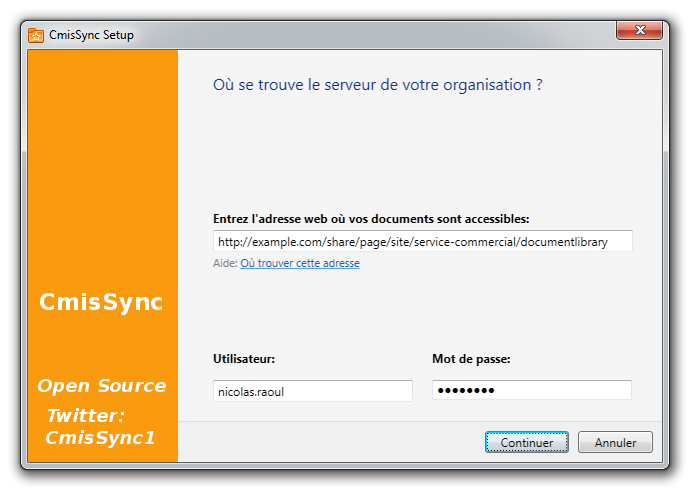 CmisSync Setup
Où se trouve le serveur de votre organisation ?
Entrez l'adresse web où vos documents sont accessibles:
http://example.com/share/page/site/service-commercial/documentlibrary
Aide: Où trouver cette adresse
CmisSync
Open Source
Twitter:
CmisSync1
Utilisateur: Mot de passe:
nicolas.raoul ●●●●●●●●
Continuer Annuler